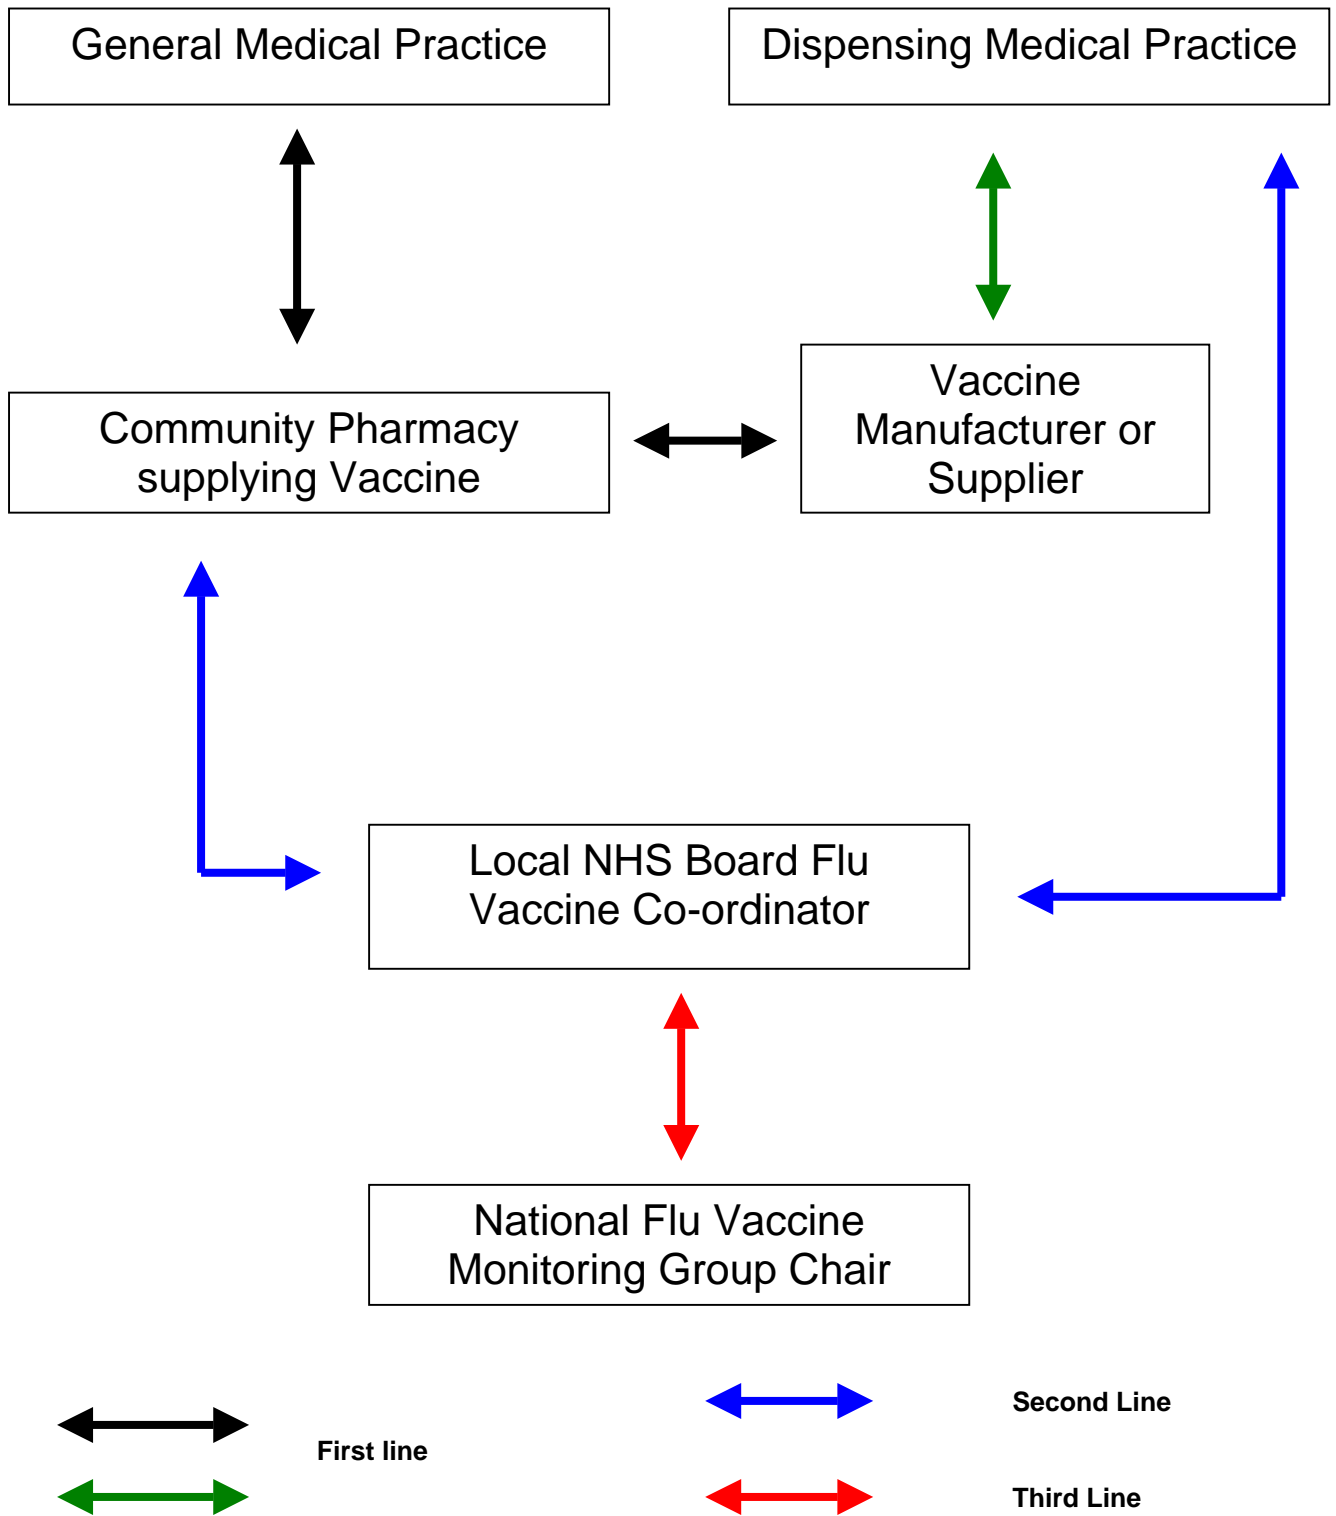 General Medical Practice
Dispensing Medical Practice
Vaccine
Manufacturer or
Supplier
Community Pharmacy
supplying Vaccine
Local NHS Board Flu
Vaccine Co-ordinator
National Flu Vaccine
Monitoring Group Chair
First line
Second Line
Third Line